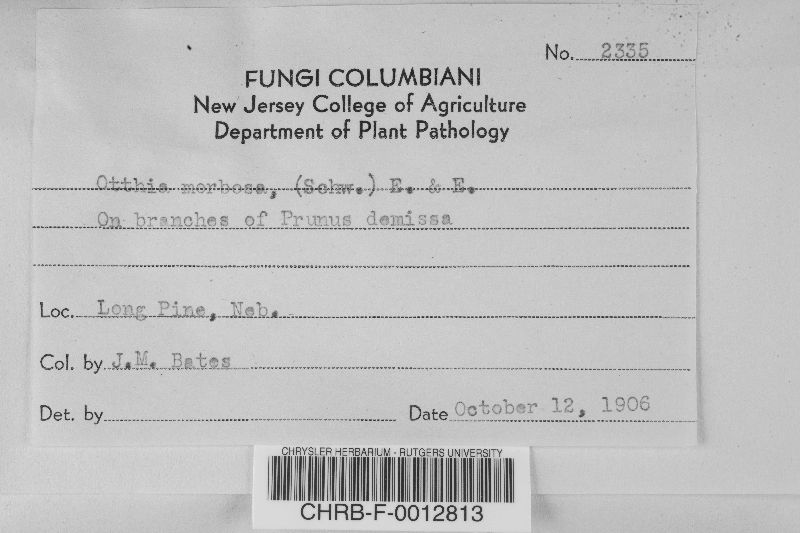 No. 2335
FUNGI COLUMBIANI
New Jersey College of Agriculture
Department of Plant Pathology
Otthia morbosa, (Schw.) E. & E.
On branches of Prunus demissa
Loc. Long Pine, Neb.
Col. by J.M. Bates
Det. by
Date October 12, 1906
CHRYSLER HERBARIUM - RUTGERS UNIVERSITY
CHRB-F-0012813